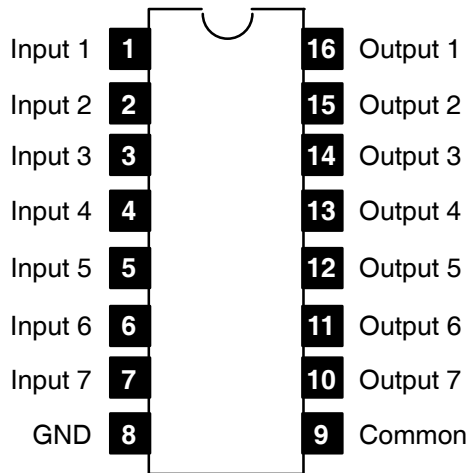 Input 1 1 16 Output 1
Input 2 2 15 Output 2
Input 3 3 14 Output 3
Input 4 4 13 Output 4
Input 5 5 12 Output 5
Input 6 6 11 Output 6
Input 7 7 10 Output 7
GND 8 9 Common